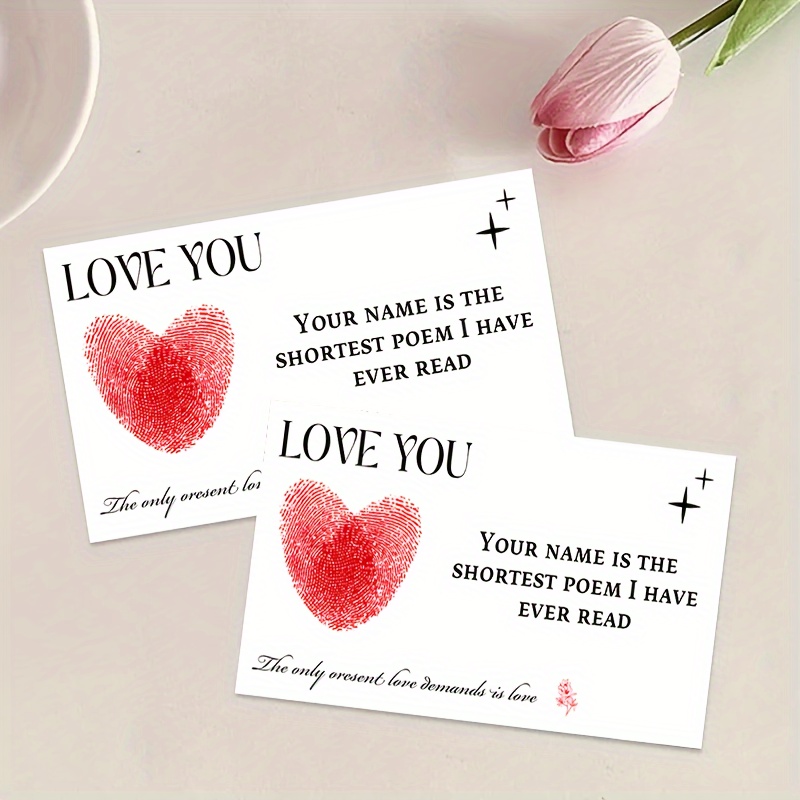 LOVE YOU
YOUR NAME IS THE
SHORTEST POEM I HAVE
EVER READ
The only oresent
LOVE YOU
YOUR NAME IS THE
SHORTEST POEM I HAVE
EVER READ
The only oresent love demands is love